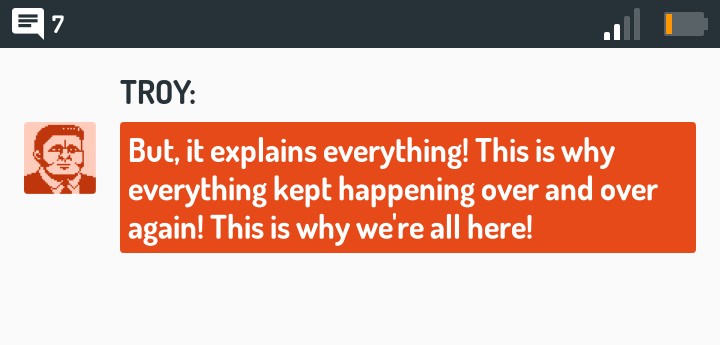 7
TROY:
But, it explains everything! This is why
everything kept happening over and over
again! This is why we're all here!